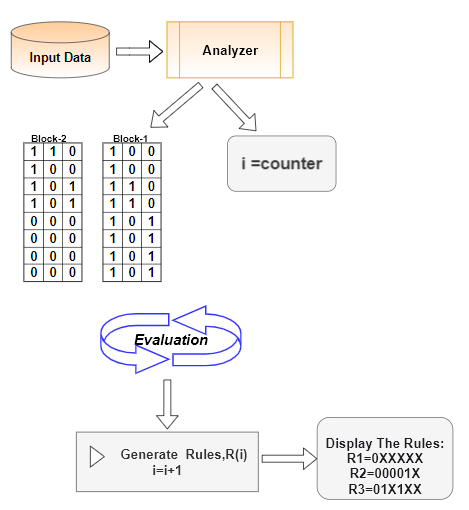 Input Data
Analyzer
i =counter
Block-2
1 1 0
1 0 0
1 0 1
1 0 1
0 0 0
0 0 0
0 0 0
0 0 0
Block-1
1 0 0
1 0 0
1 1 0
1 1 0
1 0 1
1 0 1
1 0 1
1 0 1
Evaluation
Generate Rules,R(i)
i=i+1
Display The Rules:
R1=0XXXXX
R2=00001X
R3=01X1XX